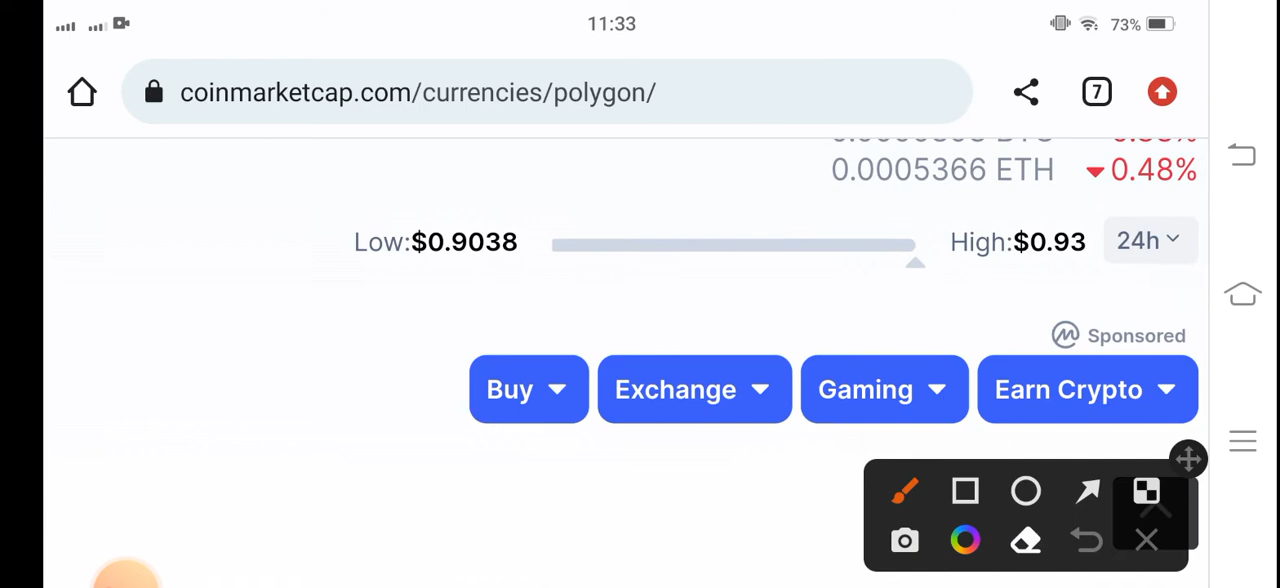 11:33
73%
coinmarketcap.com/currencies/polygon/
7
0.0005366 ETH 0.48%
Low:$0.9038 High:$0.93 24h
Sponsored
Buy Exchange Gaming Earn Crypto